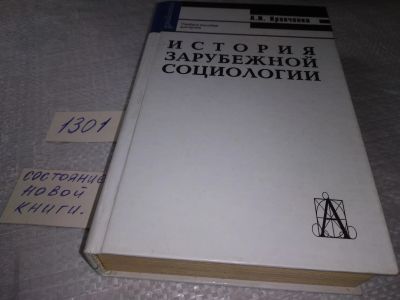 А.И. Кравченко
ИСТОРИЯ
ЗАРУБЕЖНОЙ
СОЦИОЛОГИИ
1301
СОСТОЯНИЕ
НОВОЙ
КНИГИ.